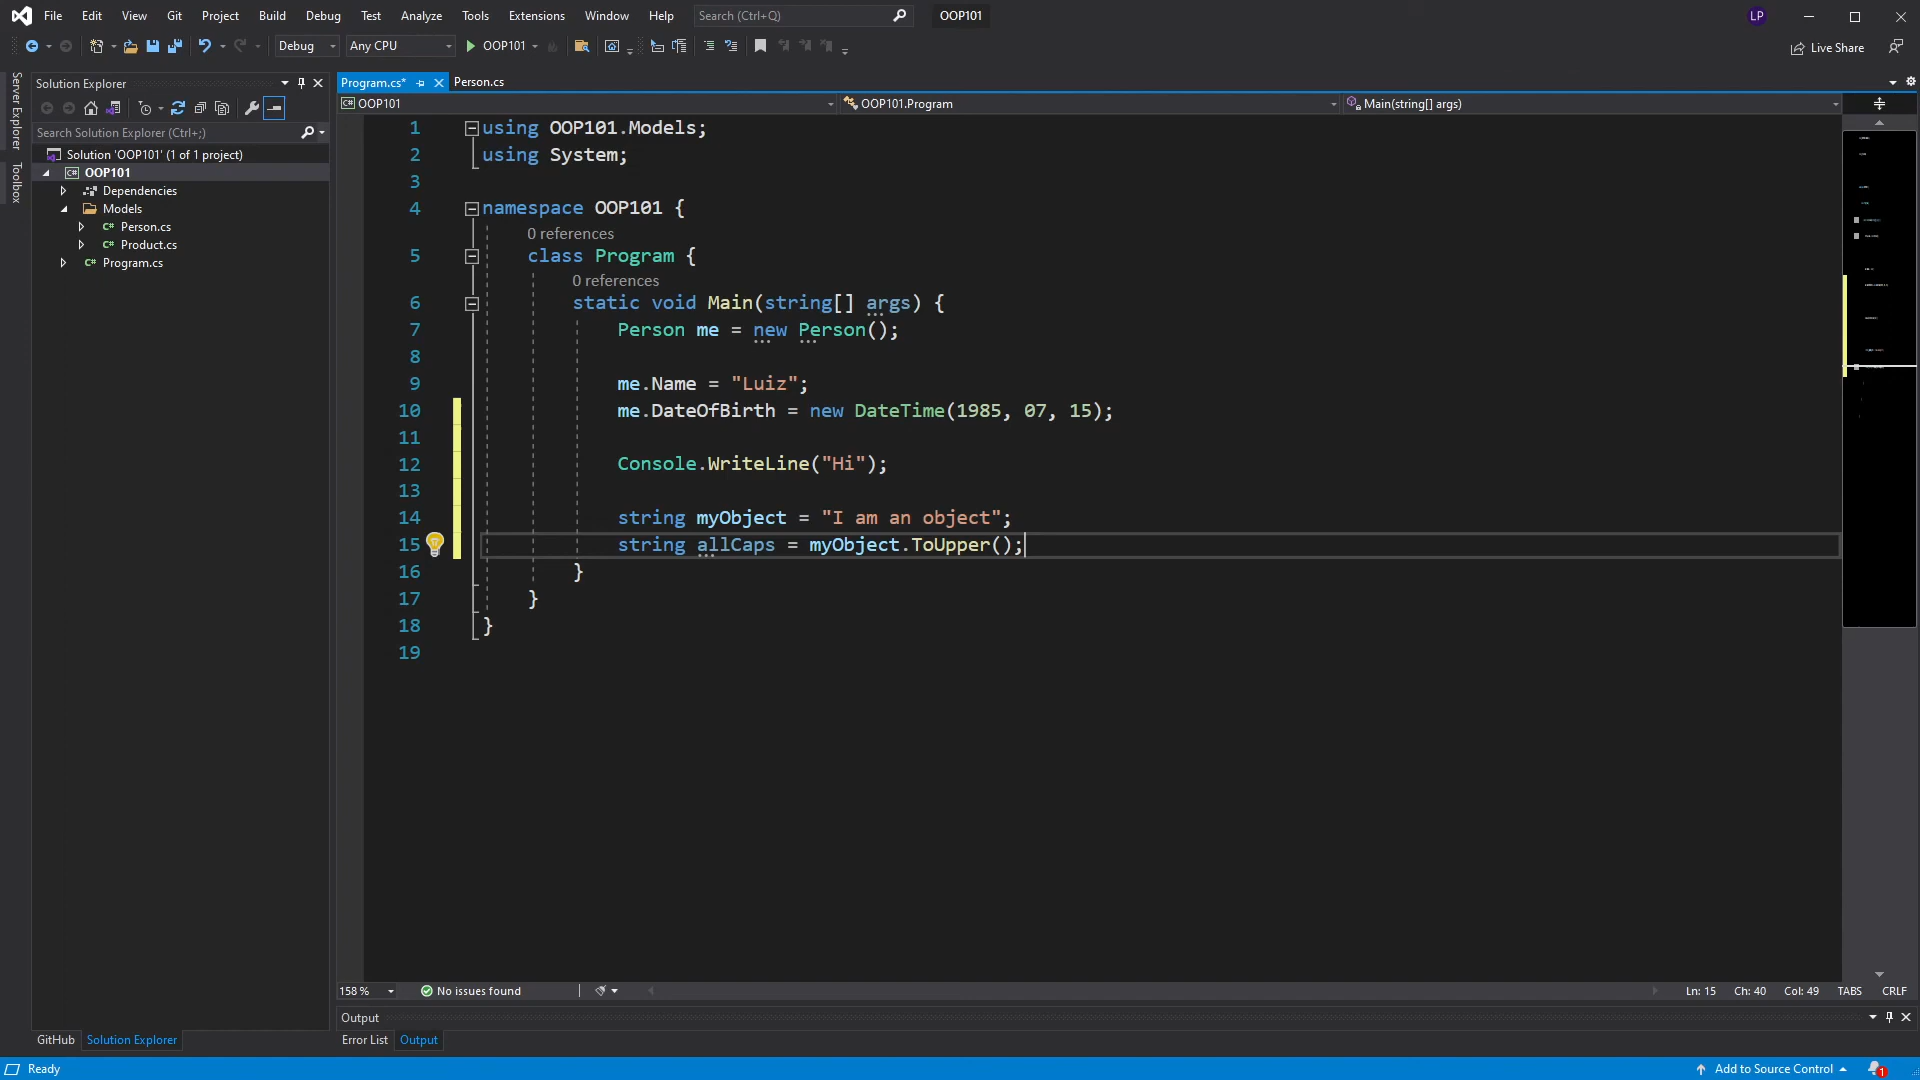 File Edit View Git Project Build Debug Test Analyze Tools Extensions Window Help Search (Ctrl+Q) OOP101 LP
Debug Any CPU OOP101 Live Share
Server Explorer
Toolbox
Solution Explorer
Search Solution Explorer (Ctrl+;)
Solution 'OOP101' (1 of 1 project)
C# OOP101
Dependencies
Models
C# Person.cs
C# Product.cs
C# Program.cs
GitHub Solution Explorer
Program.cs* Person.cs
C# OOP101 OOP101.Program Main(string[] args)
1 using OOP101.Models;
2 using System;
3
4 namespace OOP101 {
0 references
5 class Program {
0 references
6 static void Main(string[] args) {
7 Person me = new Person();
8
9 me.Name = "Luiz";
10 me.DateOfBirth = new DateTime(1985, 07, 15);
11
12 Console.WriteLine("Hi");
13
14 string myObject = "I am an object";
15 string allCaps = myObject.ToUpper();
16 }
17 }
18 }
19
158 % No issues found Ln: 15 Ch: 40 Col: 49 TABS CRLF
Output
Error List Output
Ready Add to Source Control 1